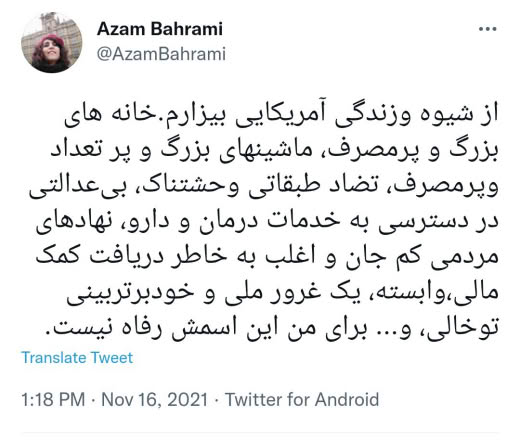 Azam Bahrami
@AzamBahrami
از شیوه وزندگی آمریکایی بیزارم.خانه های
بزرگ و پرمصرف، ماشینهای بزرگ و پر تعداد
وپرمصرف، تضاد طبقاتی وحشتناک، بی‌عدالتی
در دسترسی به خدمات درمان و دارو، نهادهای
مردمی کم جان و اغلب به خاطر دریافت کمک
مالی،وابسته، یک غرور ملی و خودبرتربینی
توخالی، و... برای من این اسمش رفاه نیست.
Translate Tweet
1:18 PM · Nov 16, 2021 · Twitter for Android